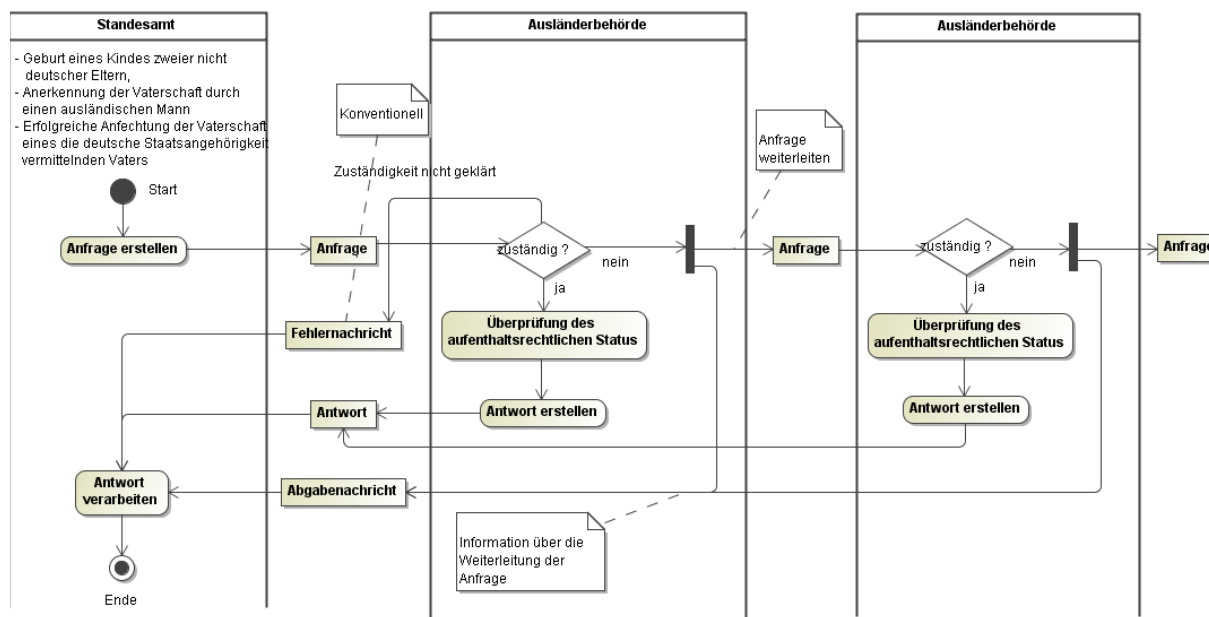 Standesamt
Ausländerbehörde
Ausländerbehörde
- Geburt eines Kindes zweier nicht
deutscher Eltern,
- Anerkennung der Vaterschaft durch
einen ausländischen Mann
- Erfolgreiche Anfechtung der Vaterschaft
eines die deutsche Staatsangehörigkeit
vermittelnden Vaters
Konventionell
Anfrage
weiterleiten
Zuständigkeit nicht geklärt
Start
Anfrage erstellen
Anfrage
zuständig ?
nein
ja
Anfrage
zuständig ?
nein
ja
Anfrage
Fehlernachricht
Überprüfung des
aufenthaltsrechtlichen Status
Überprüfung des
aufenthaltsrechtlichen Status
Antwort
Antwort erstellen
Antwort erstellen
Antwort
verarbeiten
Abgabenachricht
Information über die
Weiterleitung der
Anfrage
Ende